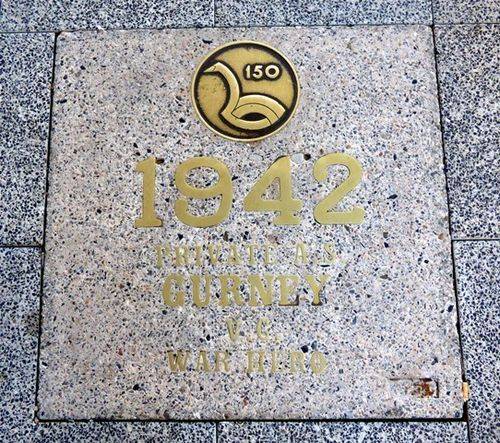 150
1942
PRIVATE A.S.
GURNEY
V.C.
WAR HERO